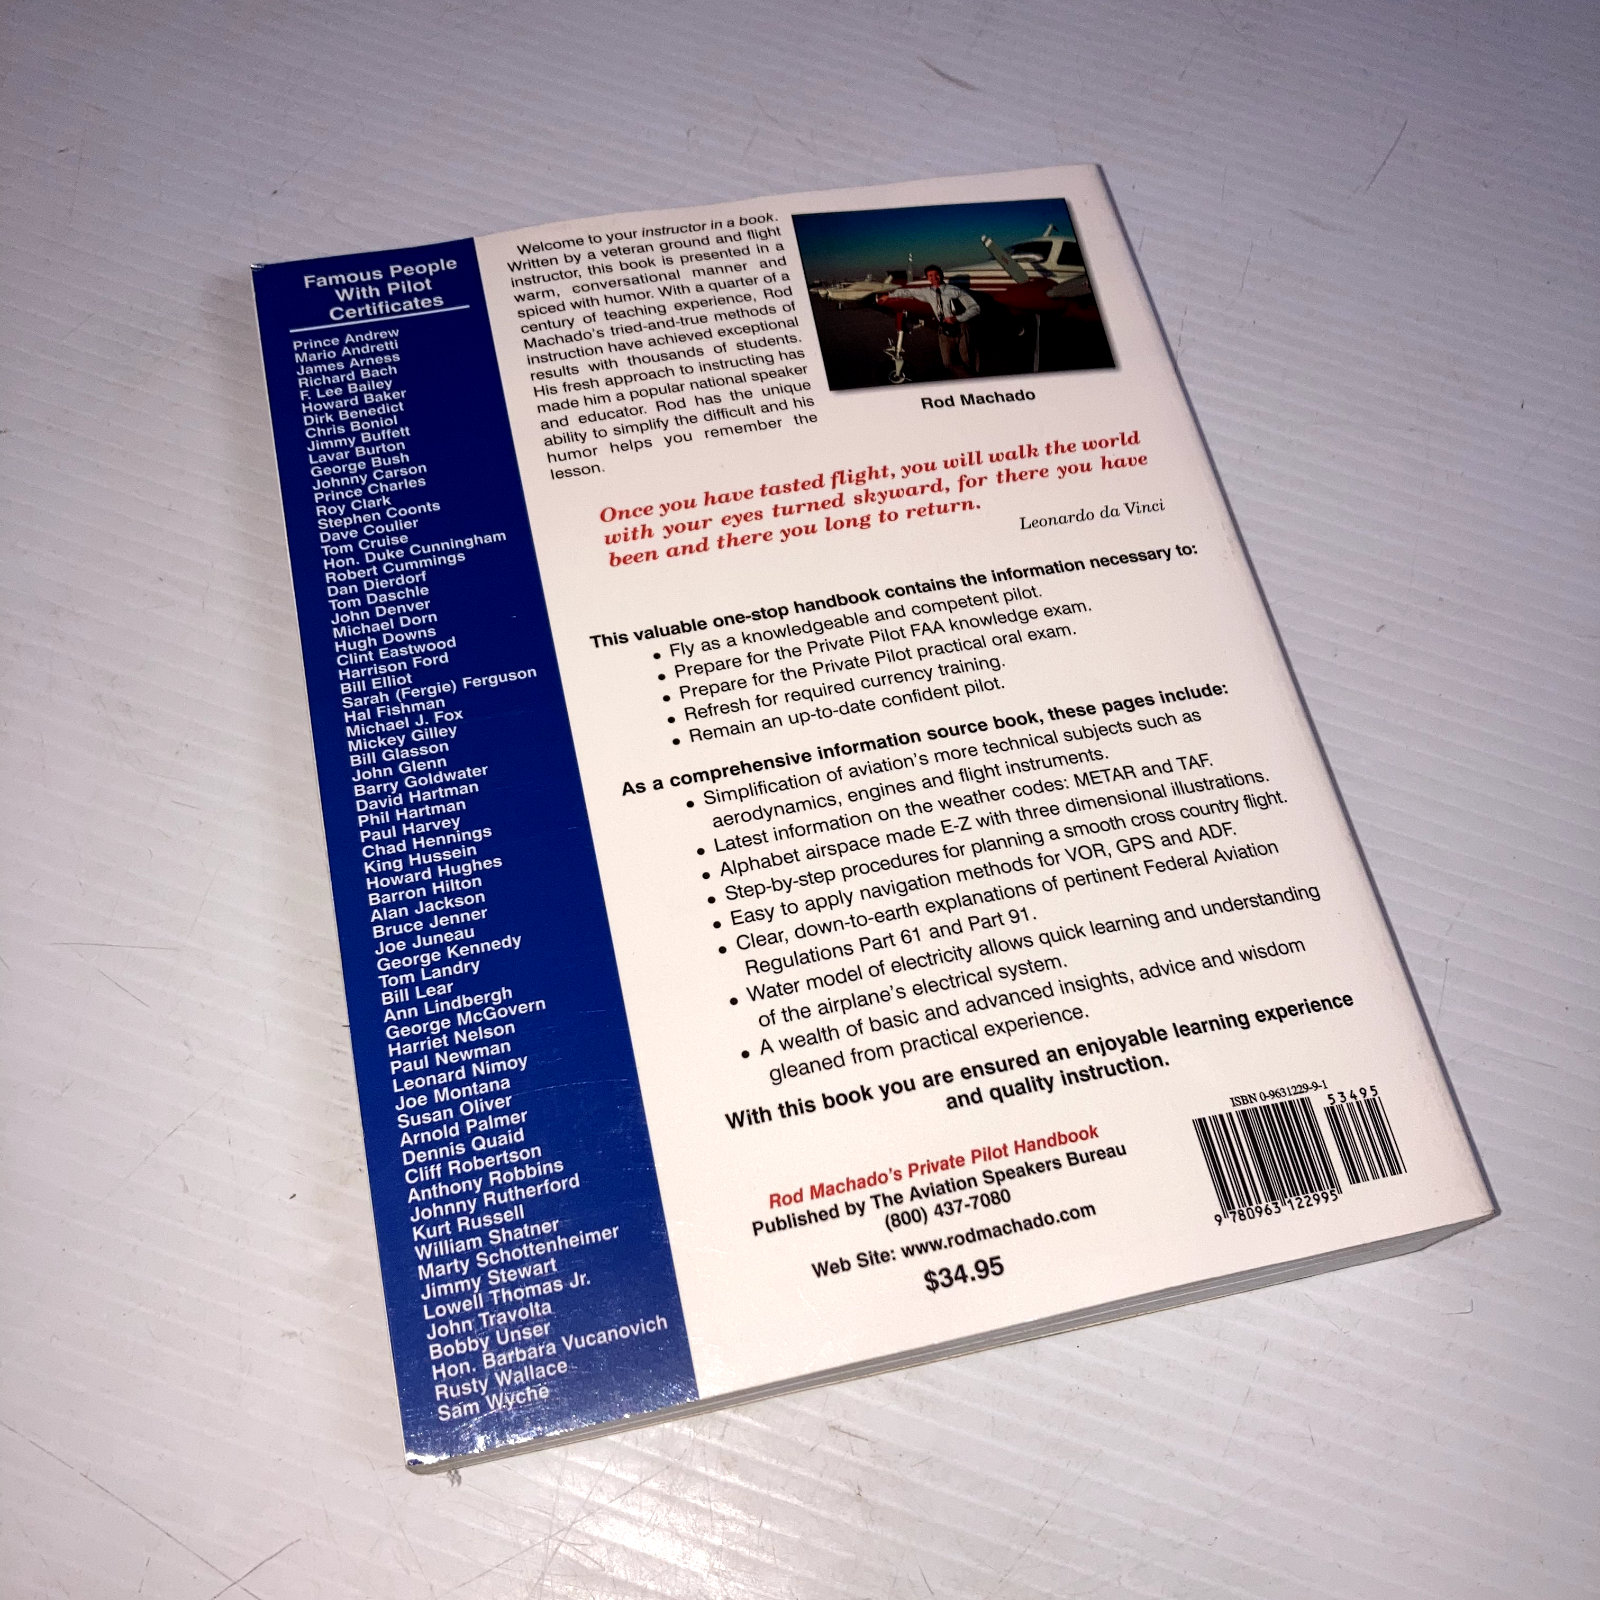 Famous People
With Pilot
Certificates
Prince Andrew
Mario Andretti
James Arness
Richard Bach
F. Lee Bailey
Howard Baker
Dirk Benedict
Chris Boniol
Jimmy Buffett
Lavar Burton
George Bush
Johnny Carson
Prince Charles
Roy Clark
Stephen Coonts
Dave Coulier
Tom Cruise
Hon. Duke Cunningham
Robert Cummings
Dan Dierdorf
Tom Daschle
John Denver
Michael Dorn
Hugh Downs
Clint Eastwood
Harrison Ford
Bill Elliot
Sarah (Fergie) Ferguson
Hal Fishman
Michael J. Fox
Mickey Gilley
Bill Glasson
John Glenn
Barry Goldwater
David Hartman
Phil Hartman
Paul Harvey
Chad Hennings
King Hussein
Howard Hughes
Barron Hilton
Alan Jackson
Bruce Jenner
Joe Juneau
George Kennedy
Tom Landry
Bill Lear
Ann Lindbergh
George McGovern
Harriet Nelson
Paul Newman
Leonard Nimoy
Joe Montana
Susan Oliver
Arnold Palmer
Dennis Quaid
Cliff Robertson
Anthony Robbins
Johnny Rutherford
Kurt Russell
William Shatner
Marty Schottenheimer
Jimmy Stewart
Lowell Thomas Jr.
John Travolta
Bobby Unser
Hon. Barbara Vucanovich
Rusty Wallace
Sam Wyche
Welcome to your instructor in a book.
Written by a veteran ground and flight
instructor, this book is presented in a
warm, conversational manner and
spiced with humor. With a quarter of a
century of teaching experience, Rod
Machado's tried-and-true methods of
instruction have achieved exceptional
results with thousands of students.
His fresh approach to instructing has
made him a popular national speaker
and educator. Rod has the unique
ability to simplify the difficult and his
humor helps you remember the
lesson.
Rod Machado
Once you have tasted flight, you will walk the world
with your eyes turned skyward, for there you have
been and there you long to return.
Leonardo da Vinci
This valuable one-stop handbook contains the information necessary to:
• Fly as a knowledgeable and competent pilot.
• Prepare for the Private Pilot FAA knowledge exam.
• Prepare for the Private Pilot practical oral exam.
• Refresh for required currency training.
• Remain an up-to-date confident pilot.
As a comprehensive information source book, these pages include:
• Simplification of aviation's more technical subjects such as
aerodynamics, engines and flight instruments.
• Latest information on the weather codes: METAR and TAF.
• Alphabet airspace made E-Z with three dimensional illustrations.
• Step-by-step procedures for planning a smooth cross country flight.
• Easy to apply navigation methods for VOR, GPS and ADF.
• Clear, down-to-earth explanations of pertinent Federal Aviation
Regulations Part 61 and Part 91.
• Water model of electricity allows quick learning and understanding
of the airplane's electrical system.
• A wealth of basic and advanced insights, advice and wisdom
gleaned from practical experience.
With this book you are ensured an enjoyable learning experience
and quality instruction.
Rod Machado's Private Pilot Handbook
Published by The Aviation Speakers Bureau
(800) 437-7080
Web Site: www.rodmachado.com
$34.95
ISBN 0-9631229-9-1
53495
9 780963 122995